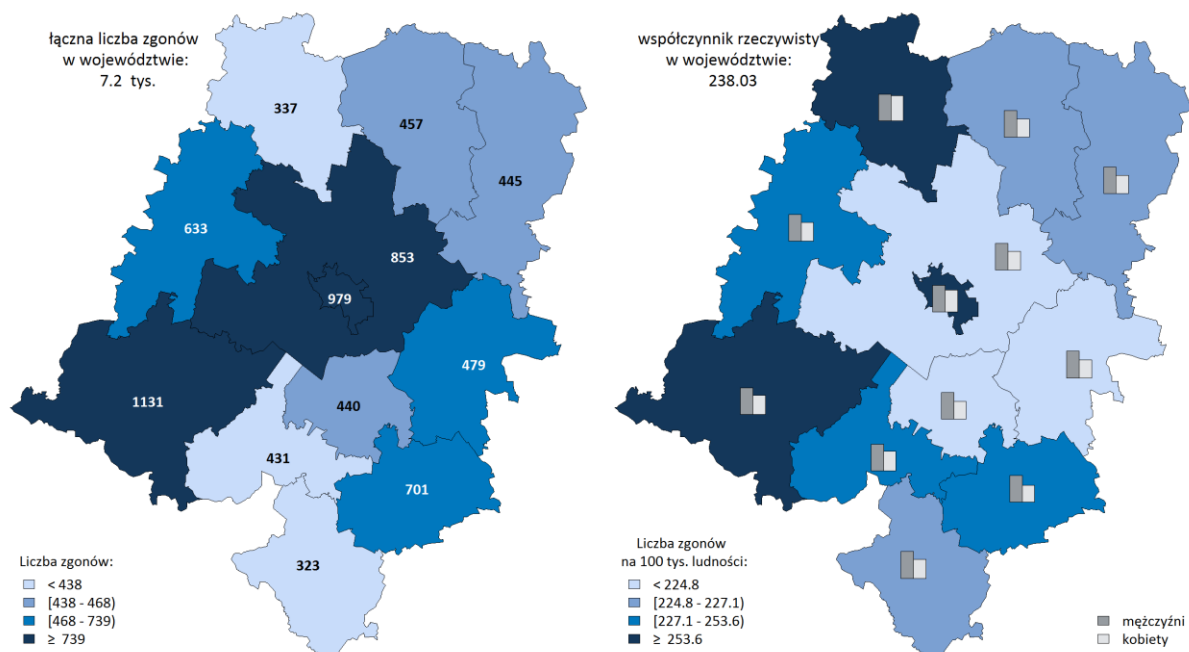 łączna liczba zgonów
w województwie:
7.2 tys.
337
457
445
633
853
979
479
1131
440
431
701
323
Liczba zgonów:
< 438
[438 - 468)
[468 - 739)
≥ 739
współczynnik rzeczywisty
w województwie:
238.03
Liczba zgonów
na 100 tys. ludności:
< 224.8
[224.8 - 227.1)
[227.1 - 253.6)
≥ 253.6
mężczyźni
kobiety